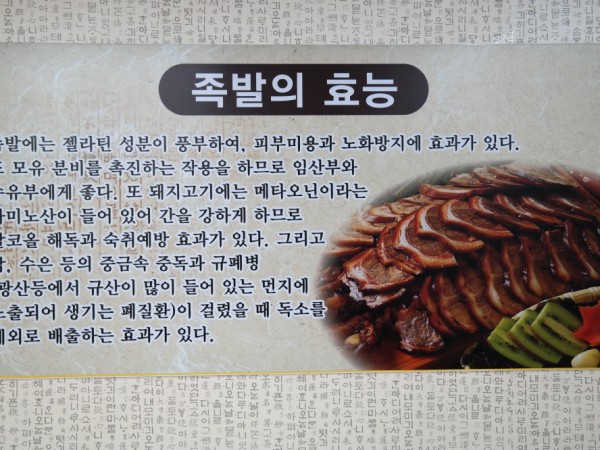 족발의 효능
족발에는 젤라틴 성분이 풍부하여, 피부미용과 노화방지에 효과가 있다.
모유 분비를 촉진하는 작용을 하므로 임산부와
수유부에게 좋다. 또 돼지고기에는 메타오닌이라는
아미노산이 들어 있어 간을 강하게 하므로
알코올 해독과 숙취예방 효과가 있다. 그리고
수은 등의 중금속 중독과 규폐병
(광산등에서 규산이 많이 들어 있는 먼지에
노출되어 생기는 폐질환)이 걸렸을 때 독소를
체외로 배출하는 효과가 있다.